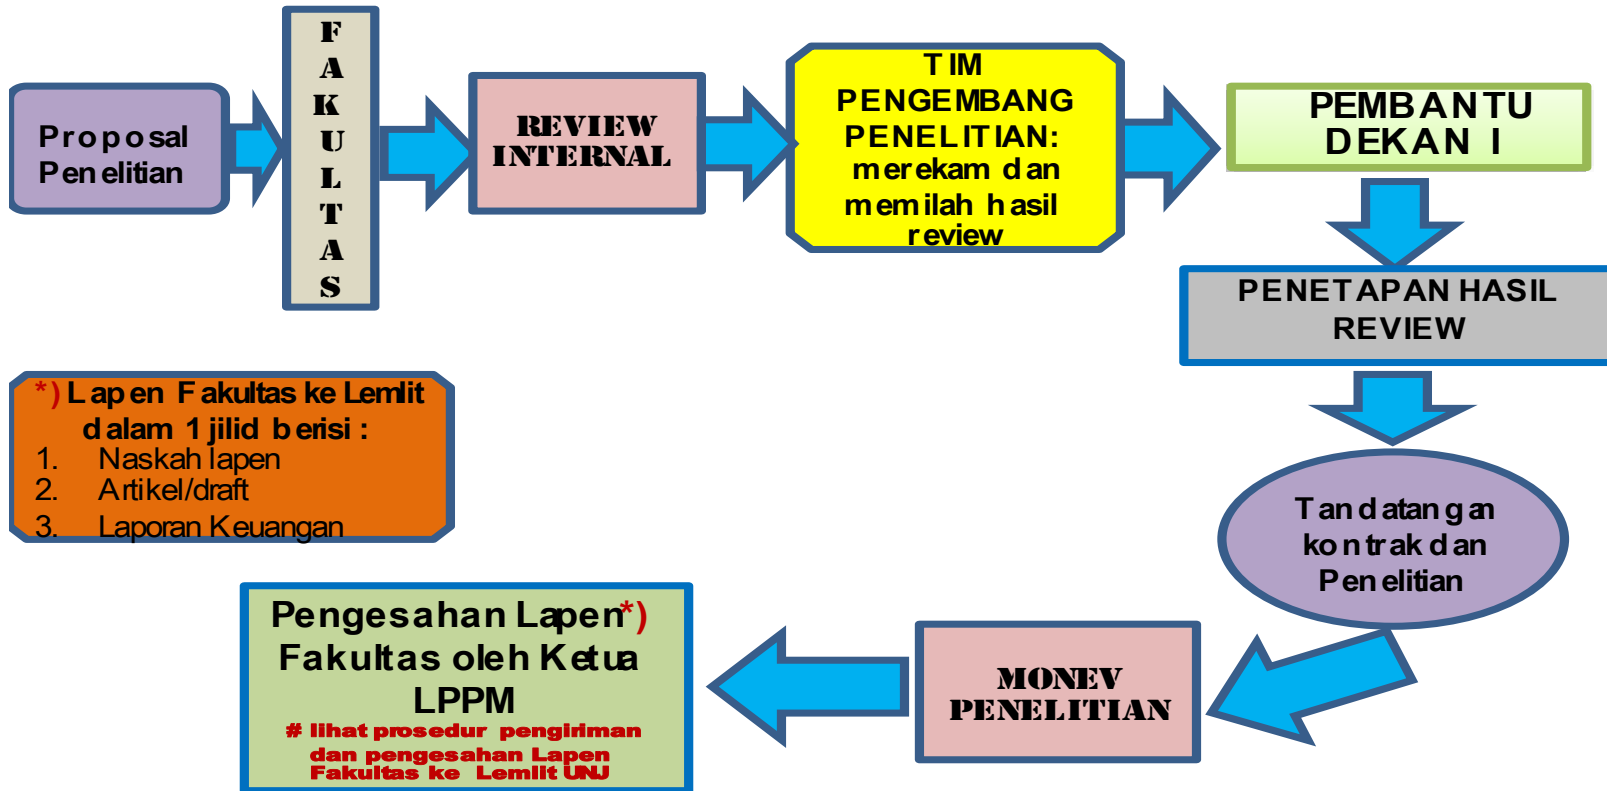 Proposal
Penelitian
F
A
K
U
L
T
A
S
REVIEW
INTERNAL
TIM
PENGEMBANG
PENELITIAN:
merekam dan
memilah hasil
review
PEMBANTU
DEKAN I
PENETAPAN HASIL
REVIEW
*) Lapen Fakultas ke Lemlit
dalam 1 jilid berisi :
1. Naskah lapen
2. Artikel/draft
3. Laporan Keuangan
Tandatangan
kontrak dan
Penelitian
MONEV
PENELITIAN
Pengesahan Lapen*)
Fakultas oleh Ketua
LPPM
# lihat prosedur pengiriman
dan pengesahan Lapen
Fakultas ke Lemlit UNJ